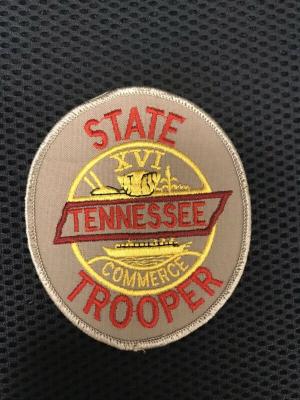 STATE
XVI
TENNESSEE
COMMERCE
TROOPER